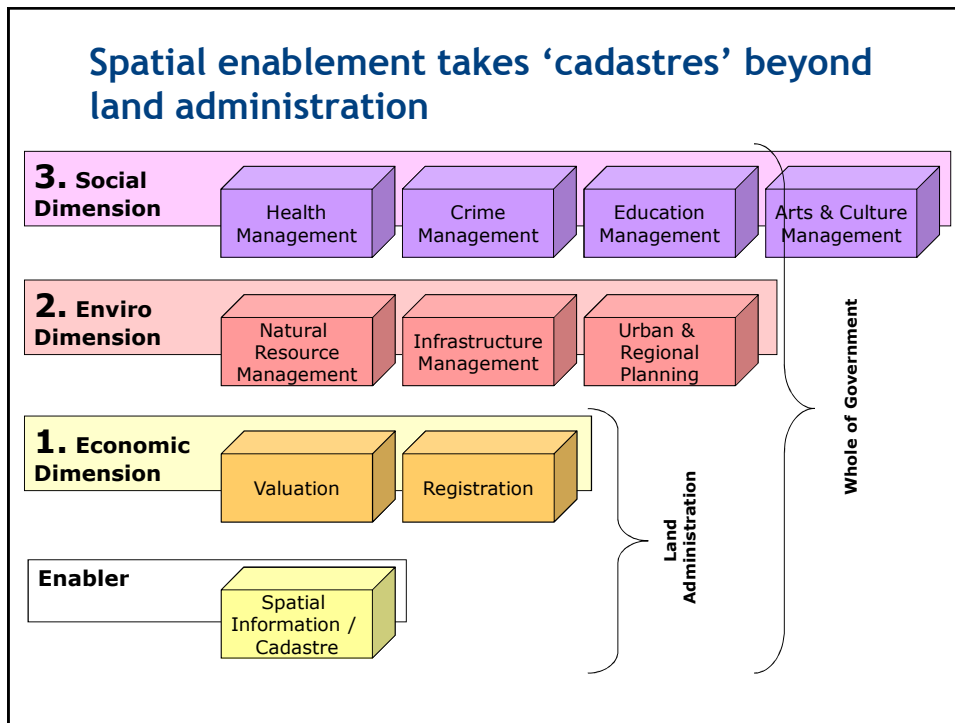 Spatial enablement takes ‘cadastres’ beyond
land administration
3. Social
Dimension
Health
Management
Crime
Management
Education
Management
Arts & Culture
Management
2. Enviro
Dimension
Natural
Resource
Management
Infrastructure
Management
Urban &
Regional
Planning
1. Economic
Dimension
Valuation
Registration
Enabler
Spatial
Information /
Cadastre
Land
Administration
Whole of Government